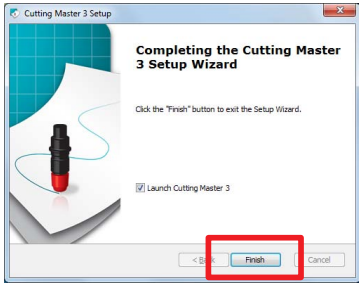 Cutting Master 3 Setup
Completing the Cutting Master
3 Setup Wizard
Click the "Finish" button to exit the Setup Wizard.
Launch Cutting Master 3
Finish
Cancel